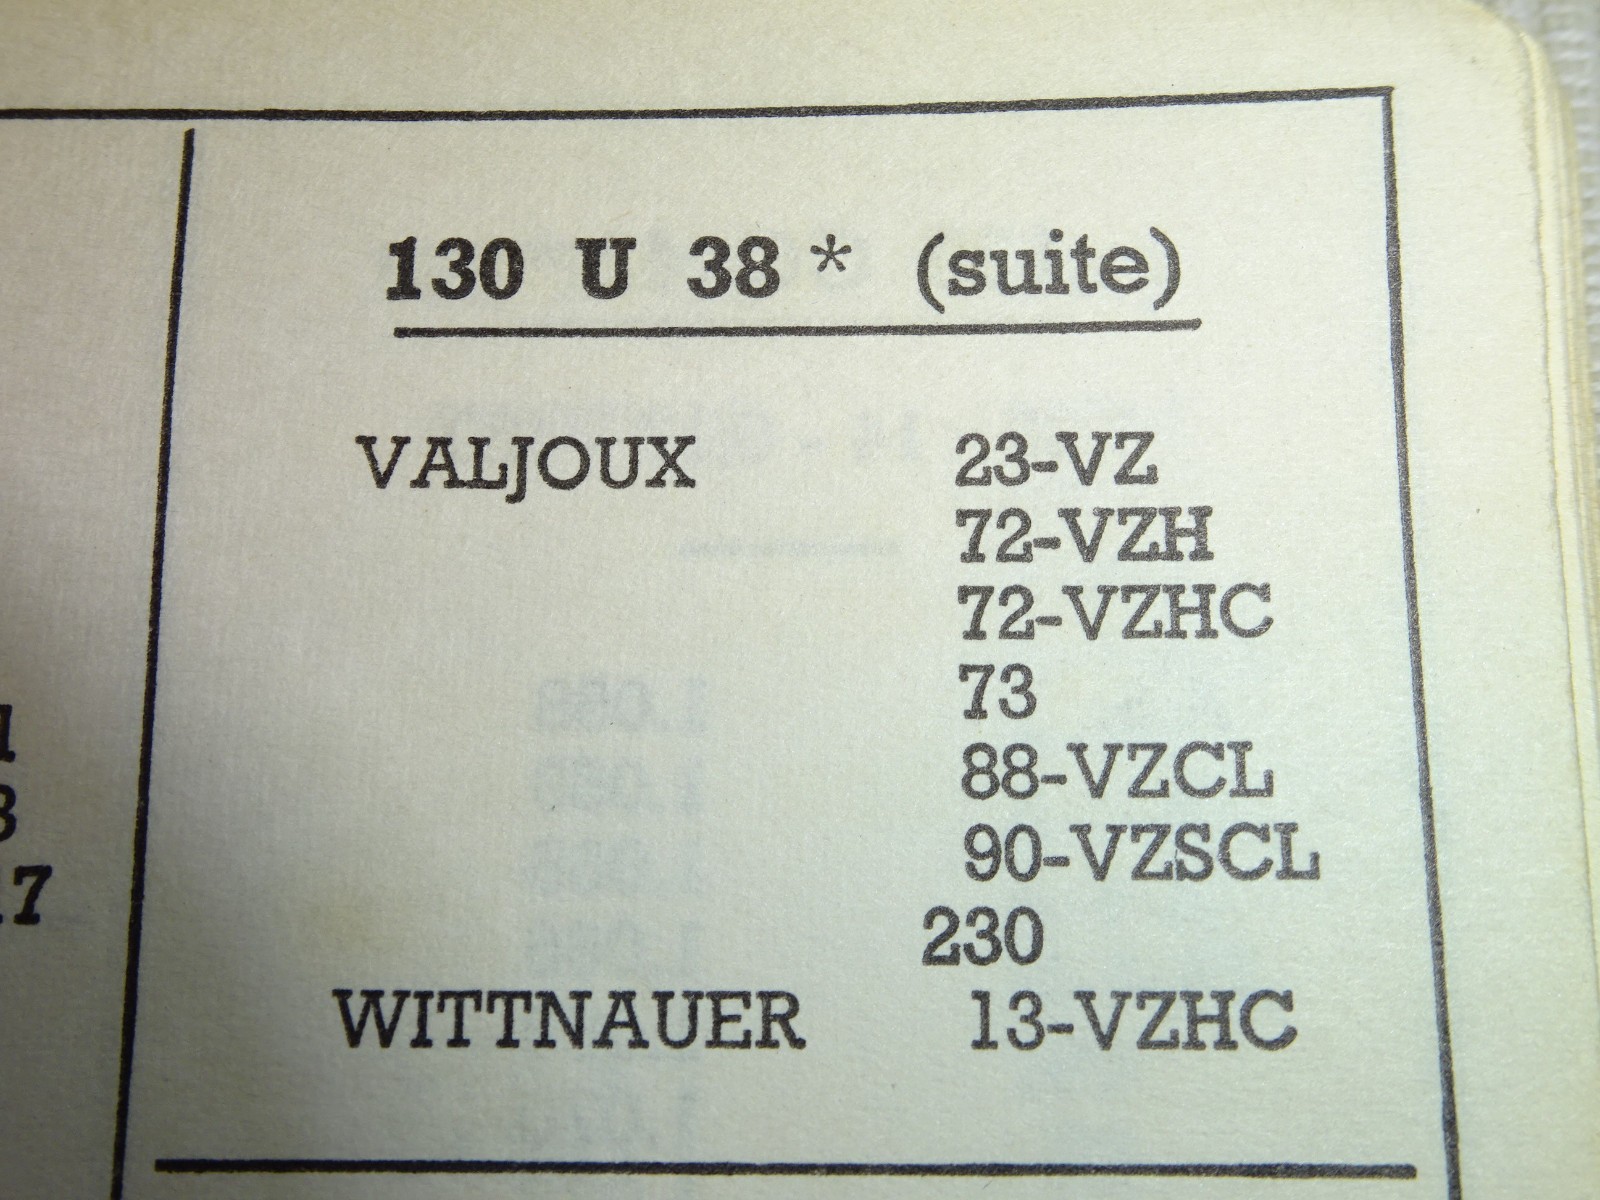 130 U 38 * (suite)
VALJOUX 23-VZ
72-VZH
72-VZHC
73
88-VZCL
90-VZSCL
230
WITTNAUER 13-VZHC
17